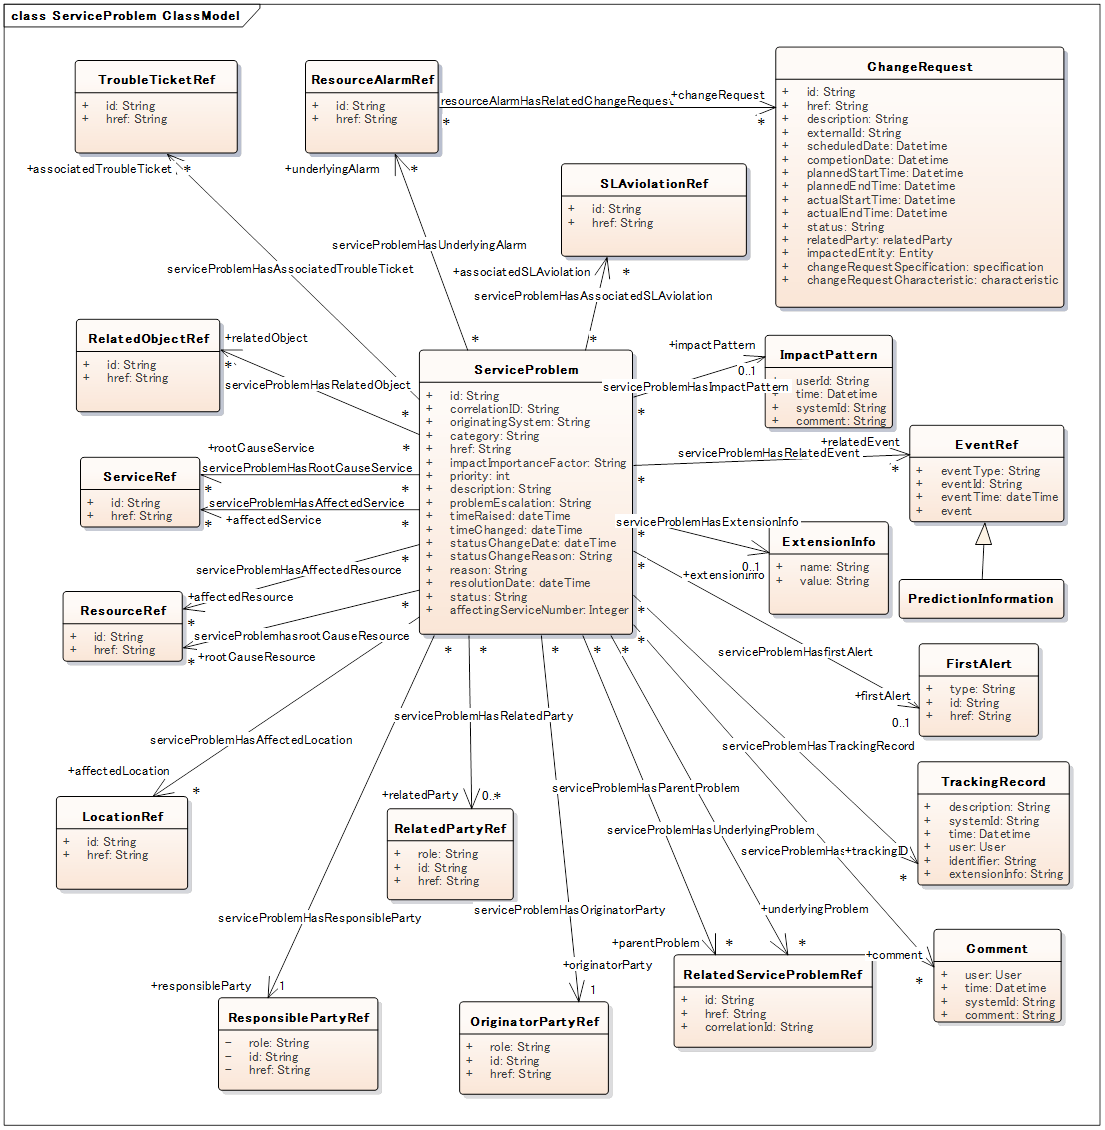 class ServiceProblem ClassModel
TroubleTicketRef
+ id: String
+ href: String
ResourceAlarmRef
+ id: String
+ href: String
resourceAlarmHasRelatedChangeRequest
+changeRequest
*
*
ChangeRequest
+ id: String
+ href: String
+ description: String
+ externalId: String
+ scheduledDate: Datetime
+ competionDate: Datetime
+ plannedStartTime: Datetime
+ plannedEndTime: Datetime
+ actualStartTime: Datetime
+ actualEndTime: Datetime
+ status: String
+ relatedParty: relatedParty
+ impactedEntity: Entity
+ changeRequestSpecification: specification
+ changeRequestCharacteristic: characteristic
+associatedTroubleTicket
*
+underlyingAlarm
*
SLAviolationRef
+ id: String
+ href: String
serviceProblemHasUnderlyingAlarm
serviceProblemHasAssociatedTroubleTicket
+associatedSLAviolation
*
serviceProblemHasAssociatedSLAviolation
*
*
RelatedObjectRef
+ id: String
+ href: String
+relatedObject
*
serviceProblemHasRelatedObject
*
ServiceProblem
+ id: String
+ correlationID: String
+ originatingSystem: String
+ category: String
+ href: String
+ impactImportanceFactor: String
+ priority: int
+ description: String
+ problemEscalation: String
+ timeRaised: dateTime
+ timeChanged: dateTime
+ statusChangeDate: dateTime
+ statusChangeReason: String
+ reason: String
+ resolutionDate: dateTime
+ status: String
+ affectingServiceNumber: Integer
+impactPattern
0..1
serviceProblemHasImpactPattern
*
ImpactPattern
+ userId: String
+ time: Datetime
+ systemId: String
+ comment: String
+relatedEvent
serviceProblemHasRelatedEvent
*
*
EventRef
+ eventType: String
+ eventId: String
+ eventTime: dateTime
+ event
PredictionInformation
+rootCauseService
*
serviceProblemHasRootCauseService
*
*
ServiceRef
+ id: String
+ href: String
serviceProblemHasAffectedService
*
*
+affectedService
serviceProblemHasExtensionInfo
*
0..1
+extensionInfo
ExtensionInfo
+ name: String
+ value: String
serviceProblemHasAffectedResource
*
+affectedResource
*
ResourceRef
+ id: String
+ href: String
serviceProblemhasrootCauseResource
*
+rootCauseResource
*
*
*
serviceProblemHasfirstAlert
+firstAlert
0..1
FirstAlert
+ type: String
+ id: String
+ href: String
*
*
*
*
*
*
serviceProblemHasRelatedParty
serviceProblemHasAffectedLocation
+affectedLocation
*
LocationRef
+ id: String
+ href: String
serviceProblemHasTrackingRecord
TrackingRecord
+ description: String
+ systemId: String
+ time: Datetime
+ user: User
+ identifier: String
+ extensionInfo: String
+relatedParty
0..*
RelatedPartyRef
+ role: String
+ id: String
+ href: String
serviceProblemHasParentProblem
serviceProblemHasUnderlyingProblem
serviceProblemHas
+trackingID
*
serviceProblemHasResponsibleParty
serviceProblemHasOriginatorParty
+underlyingProblem
*
+parentProblem
*
+comment
*
+originatorParty
1
+responsibleParty
1
RelatedServiceProblemRef
+ id: String
+ href: String
+ correlationId: String
Comment
+ user: User
+ time: Datetime
+ systemId: String
+ comment: String
ResponsiblePartyRef
- role: String
- id: String
- href: String
OriginatorPartyRef
+ role: String
+ id: String
+ href: String